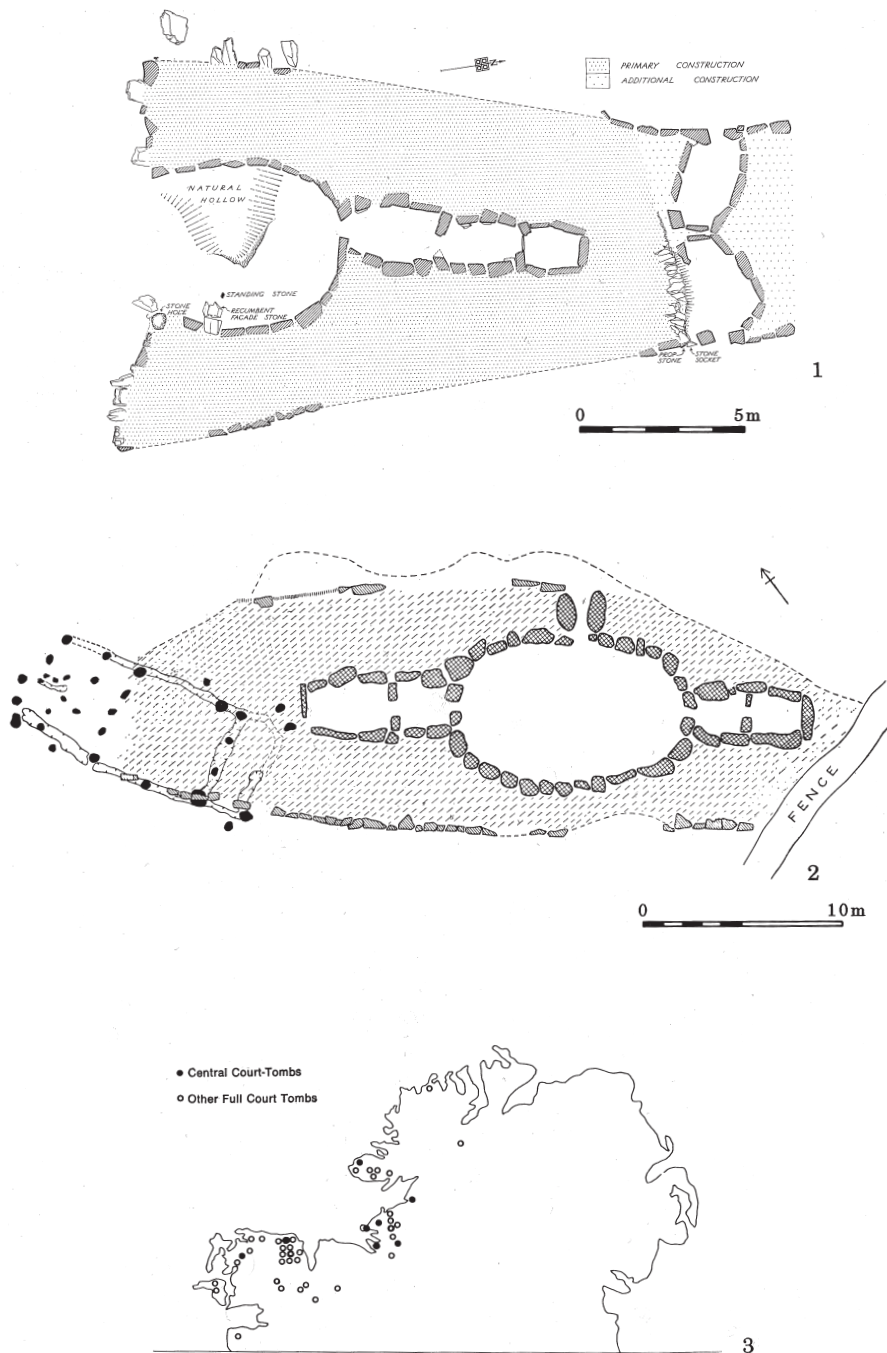 N
PRIMARY CONSTRUCTION
ADDITIONAL CONSTRUCTION
NATURAL
HOLLOW
STANDING STONE
STONE
HOLE
RECUMBENT
FACADE STONE
PROP
STONE
STONE
SOCKET
1
0 5m
FENCE
2
0 10m
Central Court-Tombs
Other Full Court Tombs
3